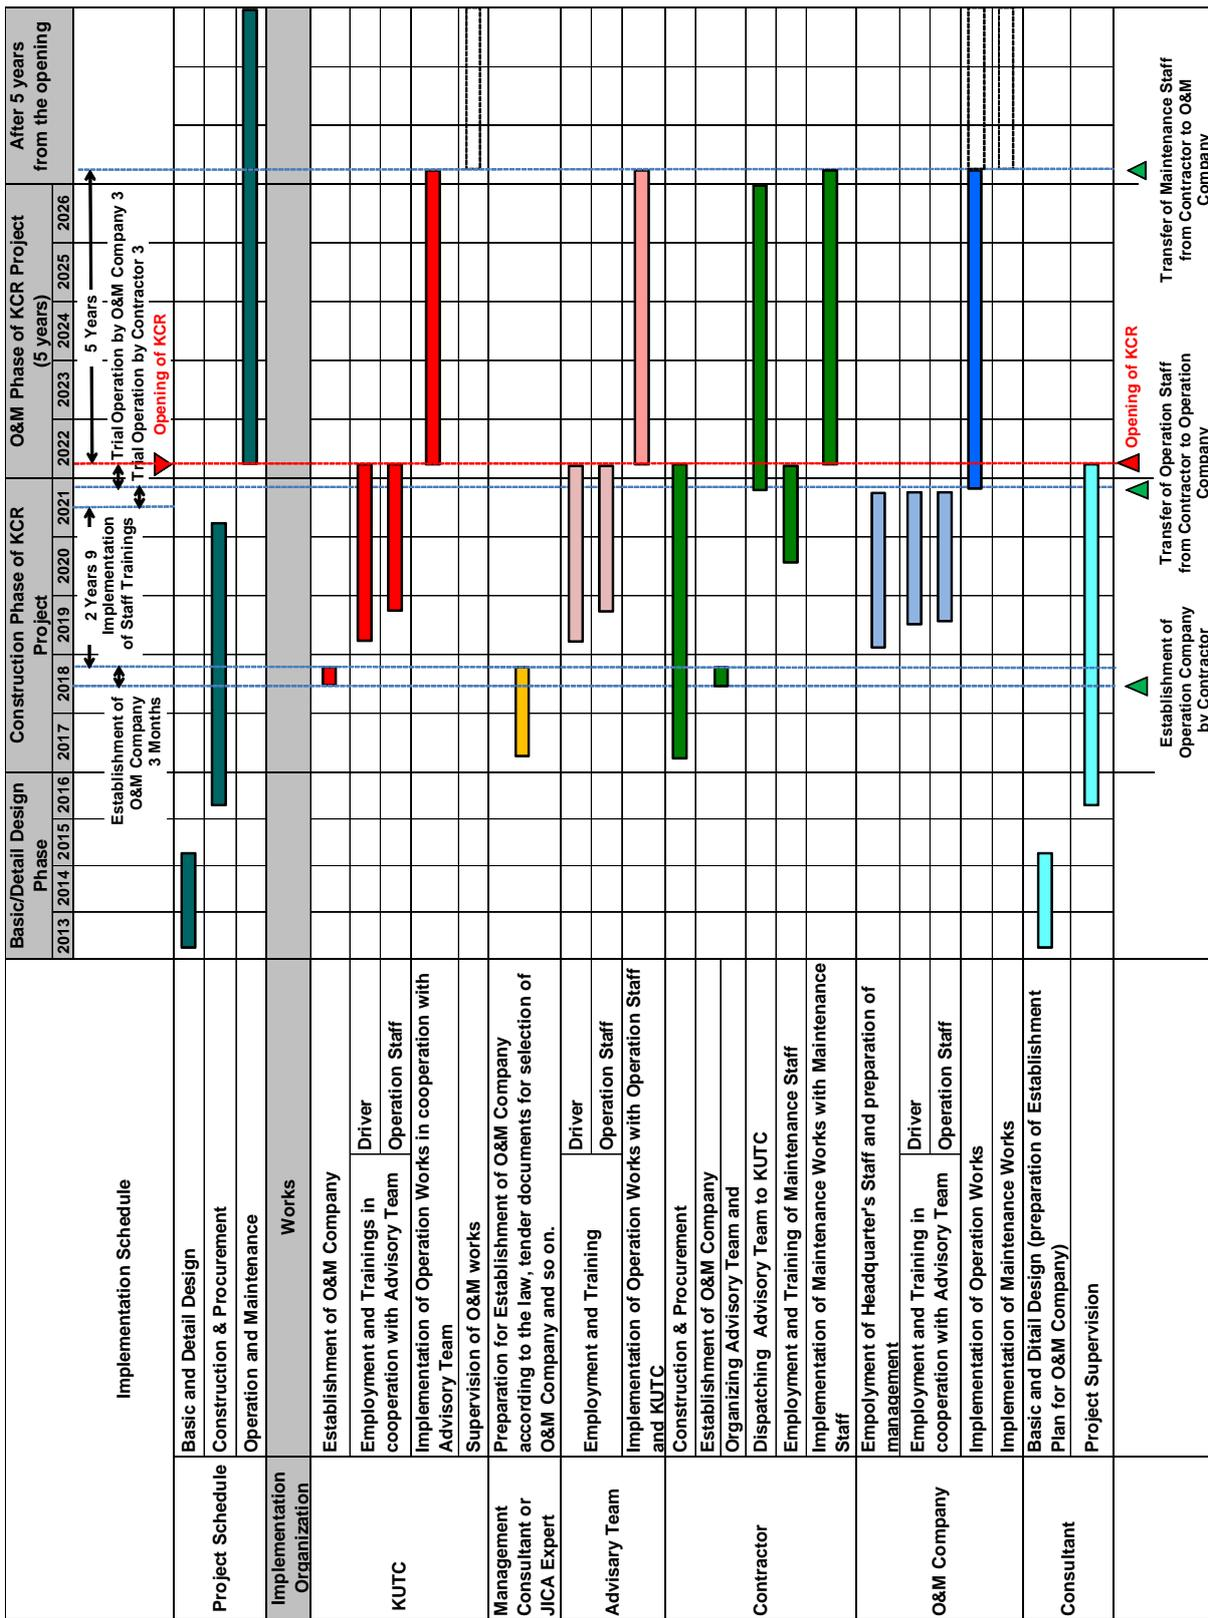 Implementation Schedule
Basic/Detail Design
Phase
Construction Phase of KCR
Project
O&M Phase of KCR Project
(5 years)
After 5 years
from the opening
2013
2014
2015
2016
2017
2018
2019
2020
2021
2022
2023
2024
2025
2026
2 Years 9
Implementation
of Staff Trainings
5 Years
Establishment of
O&M Company
3 Months
Trial Operation by O&M Company 3
Trial Operation by Contractor 3
Opening of KCR
Project Schedule
Basic and Detail Design
Construction & Procurement
Operation and Maintenance
Implementation
Organization
Works
KUTC
Establishment of O&M Company
Employment and Trainings in
cooperation with Advisory Team
Driver
Operation Staff
Implementation of Operation Works in cooperation with
Advisory Team
Supervision of O&M works
Management
Consultant or
JICA Expert
Preparation for Establishment of O&M Company
according to the law, tender documents for selection of
O&M Company and so on.
Advisory Team
Employment and Training
Driver
Operation Staff
Implementation of Operation Works with Operation Staff
and KUTC
Contractor
Construction & Procurement
Establishment of O&M Company
Organizing Advisory Team and
Dispatching Advisory Team to KUTC
Employment and Training of Maintenance Staff
Implementation of Maintenance Works with Maintenance
Staff
O&M Company
Empolyment of Headquarter's Staff and preparation of
management
Employment and Training in
cooperation with Advisory Team
Driver
Operation Staff
Implementation of Operation Works
Implementation of Maintenance Works
Consultant
Basic and Ditail Design (preparation of Establishment
Plan for O&M Company)
Project Supervision
Opening of KCR
Establishment of
Operation Company
by Contractor
Transfer of Operation Staff
from Contractor to Operation
Company
Transfer of Maintenance Staff
from Contractor to O&M
Company